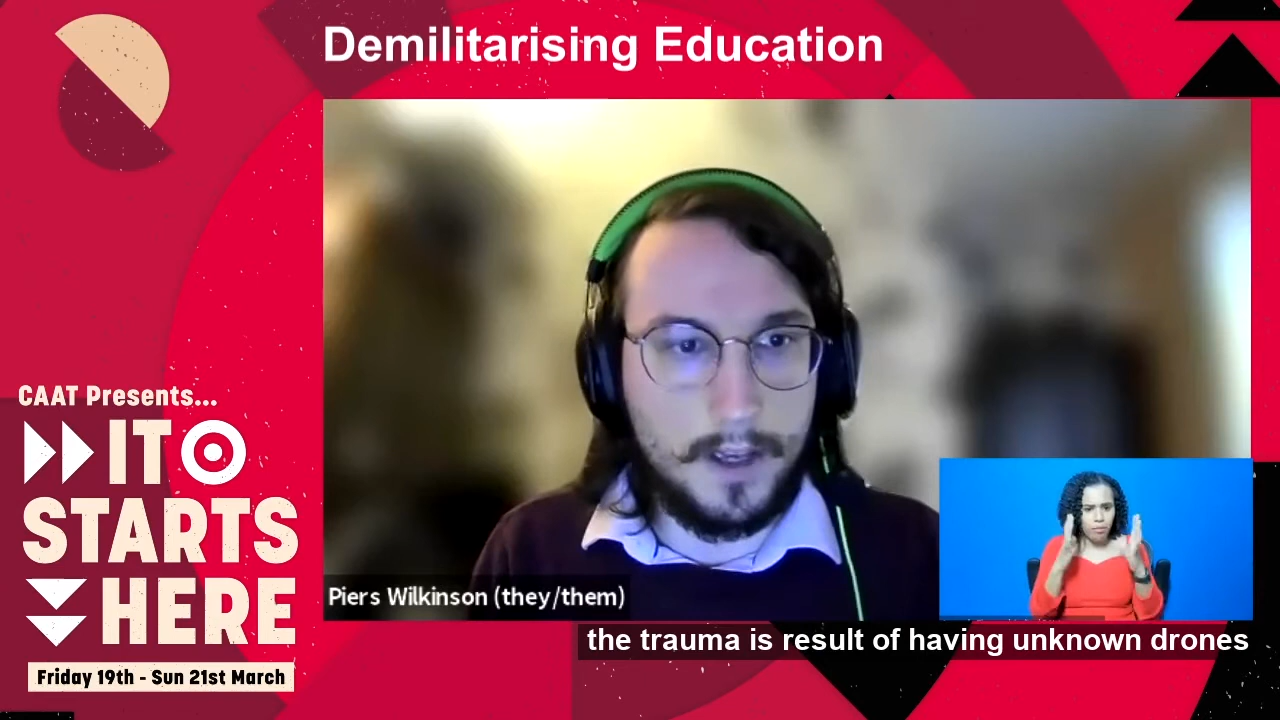 Demilitarising Education
CAAT Presents...
IT
STARTS
HERE
Friday 19th - Sun 21st March
Piers Wilkinson (they/them)
the trauma is result of having unknown drones